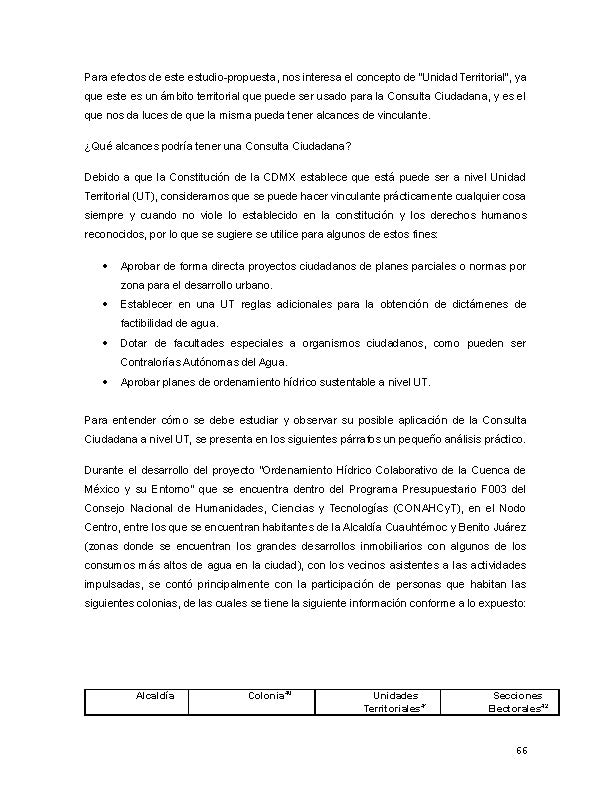 Para efectos de este estudio-propuesta, nos interesa el concepto de "Unidad Territorial", ya
que este es un ámbito territorial que puede ser usado para la Consulta Ciudadana, y es el
que nos da luces de que la misma pueda tener alcances de vinculante.
¿Qué alcances podría tener una Consulta Ciudadana?
Debido a que la Constitución de la CDMX establece que está puede ser a nivel Unidad
Territorial (UT), consideramos que se puede hacer vinculante prácticamente cualquier cosa
siempre y cuando no viole lo establecido en la constitución y los derechos humanos
reconocidos, por lo que se sugiere se utilice para algunos de estos fines:
• Aprobar de forma directa proyectos ciudadanos de planes parciales o normas por
zona para el desarrollo urbano.
• Establecer en una UT reglas adicionales para la obtención de dictámenes de
factibilidad de agua.
• Dotar de facultades especiales a organismos ciudadanos, como pueden ser
Contralorías Autónomas del Agua.
• Aprobar planes de ordenamiento hídrico sustentable a nivel UT.
Para entender cómo se debe estudiar y observar su posible aplicación de la Consulta
Ciudadana a nivel UT, se presenta en los siguientes párrafos un pequeño análisis práctico.
Durante el desarrollo del proyecto "Ordenamiento Hídrico Colaborativo de la Cuenca de
México y su Entorno" que se encuentra dentro del Programa Presupuestario F003 del
Consejo Nacional de Humanidades, Ciencias y Tecnologías (CONAHCyT), en el Nodo
Centro, entre los que se encuentran habitantes de la Alcaldía Cuauhtémoc y Benito Juárez
(zonas donde se encuentran los grandes desarrollos inmobiliarios con algunos de los
consumos más altos de agua en la ciudad), con los vecinos asistentes a las actividades
impulsadas, se contó principalmente con la participación de personas que habitan las
siguientes colonias, de las cuales se tiene la siguiente información conforme a lo expuesto:
Alcaldía Colonia⁴⁰ Unidades Secciones
Territoriales⁴¹ Electorales⁴²
66